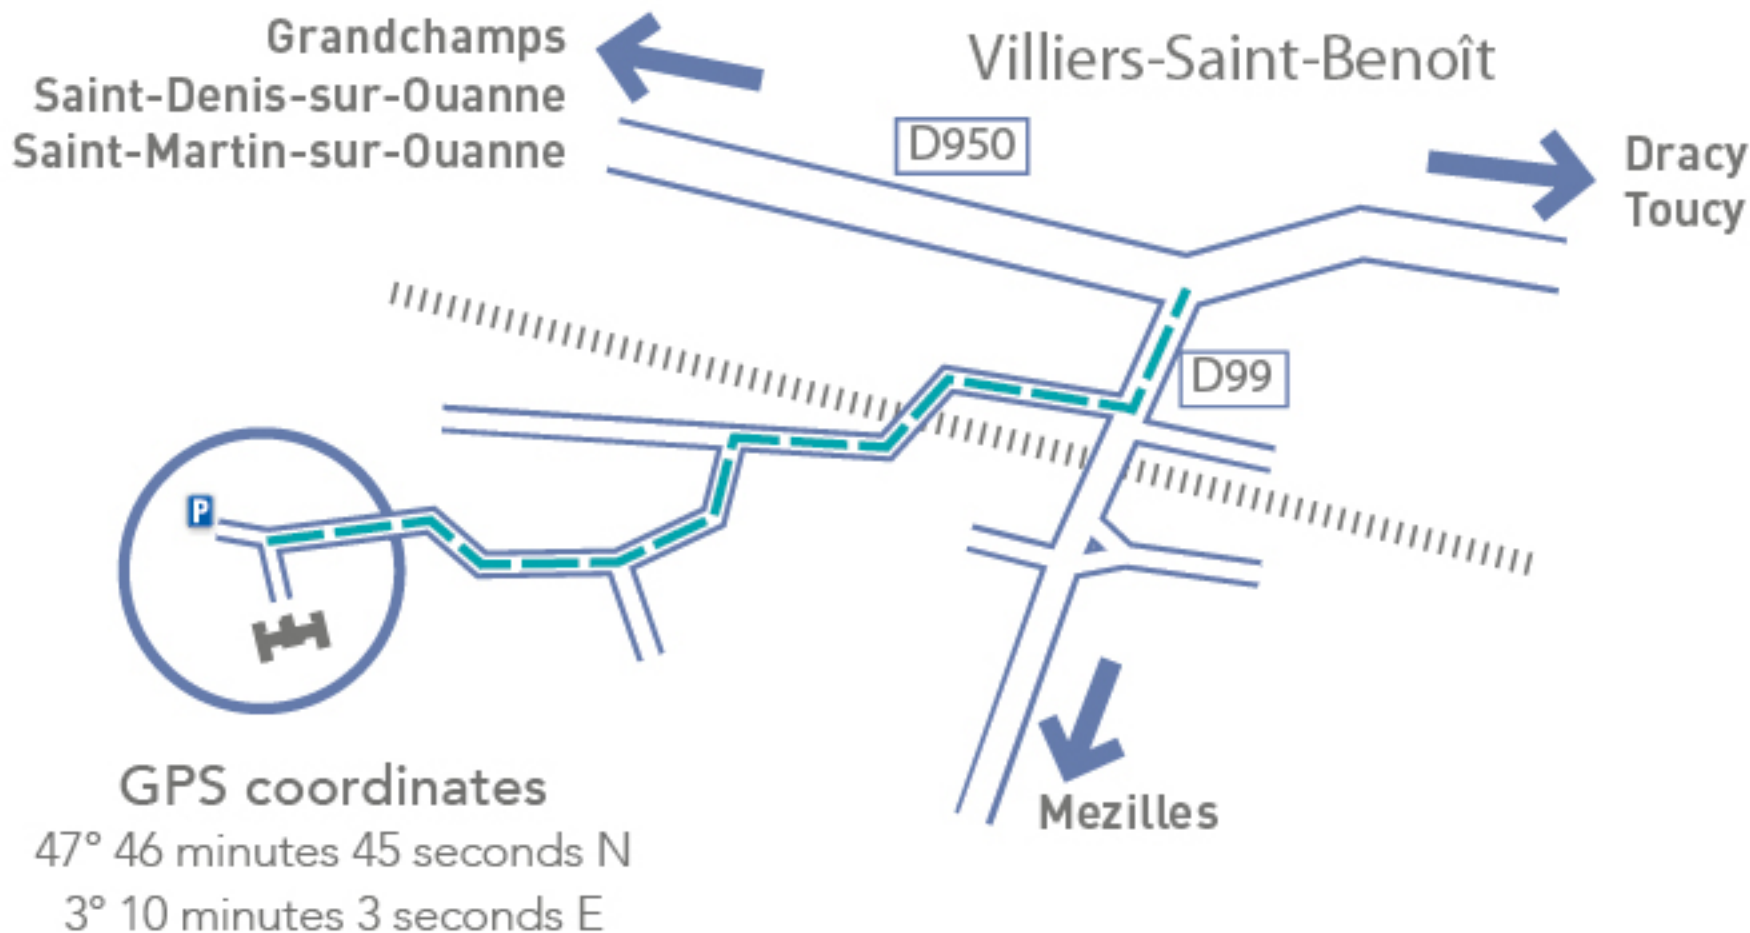 Grandchamps
Saint-Denis-sur-Ouanne
Saint-Martin-sur-Ouanne
Villiers-Saint-Benoît
D950
Dracy
Toucy
D99
P
Mezilles
GPS coordinates
47° 46 minutes 45 seconds N
3° 10 minutes 3 seconds E